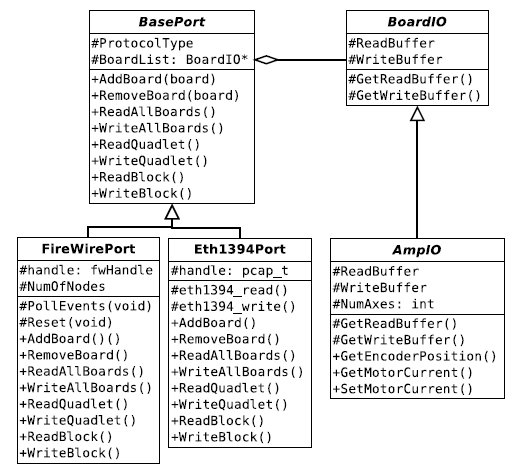 BasePort
#ProtocolType
#BoardList: BoardIO*
+AddBoard(board)
+RemoveBoard(board)
+ReadAllBoards()
+WriteAllBoards()
+ReadQuadlet()
+WriteQuadlet()
+ReadBlock()
+WriteBlock()
BoardIO
#ReadBuffer
#WriteBuffer
#GetReadBuffer()
#GetWriteBuffer()
FireWirePort
#handle: fwHandle
#NumOfNodes
#PollEvents(void)
#Reset(void)
+AddBoard()()
+RemoveBoard()
+ReadAllBoards()
+WriteAllBoards()
+ReadQuadlet()
+WriteQuadlet()
+ReadBlock()
+WriteBlock()
Eth1394Port
#handle: pcap_t
#eth1394_read()
#eth1394_write()
+AddBoard()
+RemoveBoard()
+ReadAllBoards()
+WriteAllBoards()
+ReadQuadlet()
+WriteQuadlet()
+ReadBlock()
+WriteBlock()
AmpIO
#ReadBuffer
#WriteBuffer
#NumAxes: int
#GetReadBuffer()
#GetWriteBuffer()
+GetEncoderPosition()
+GetMotorCurrent()
+SetMotorCurrent()